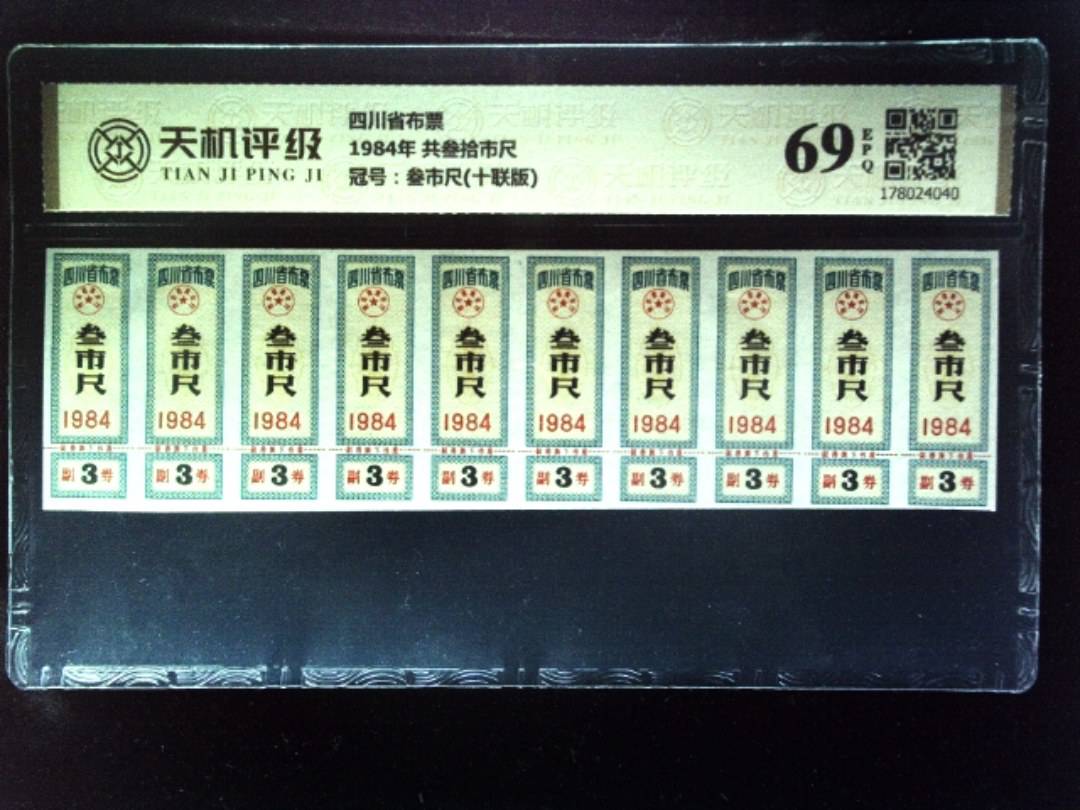 天机评级
TIAN JI PING JI
四川省布票
1984年 共叁拾市尺
冠号：叁市尺(十联版)
69
EPQ
178024040
四川省布票 四川省布票 四川省布票 四川省布票 四川省布票 四川省布票 四川省布票 四川省布票 四川省布票 四川省布票
叁市尺 叁市尺 叁市尺 叁市尺 叁市尺 叁市尺 叁市尺 叁市尺 叁市尺 叁市尺
1984 1984 1984 1984 1984 1984 1984 1984 1984 1984
副3券 副3券 副3券 副3券 副3券 副3券 副3券 副3券 副3券 副3券